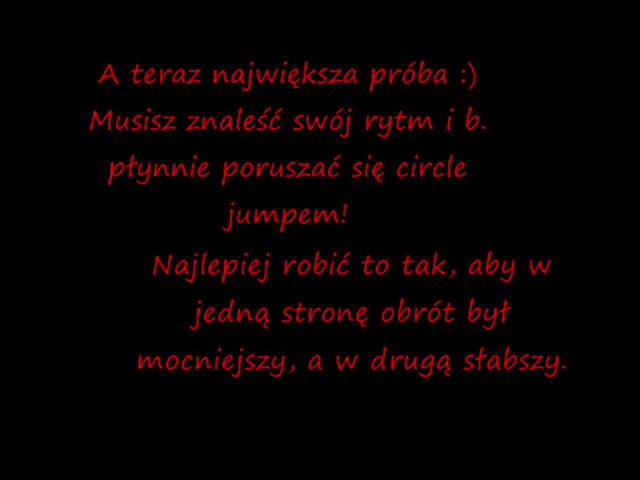 A teraz największa próba :)
Musisz znaleść swój rytm i b.
płynnie poruszać się circle
jumpem!
Najlepiej robić to tak, aby w
jedną stronę obrót był
mocniejszy, a w drugą słabszy.